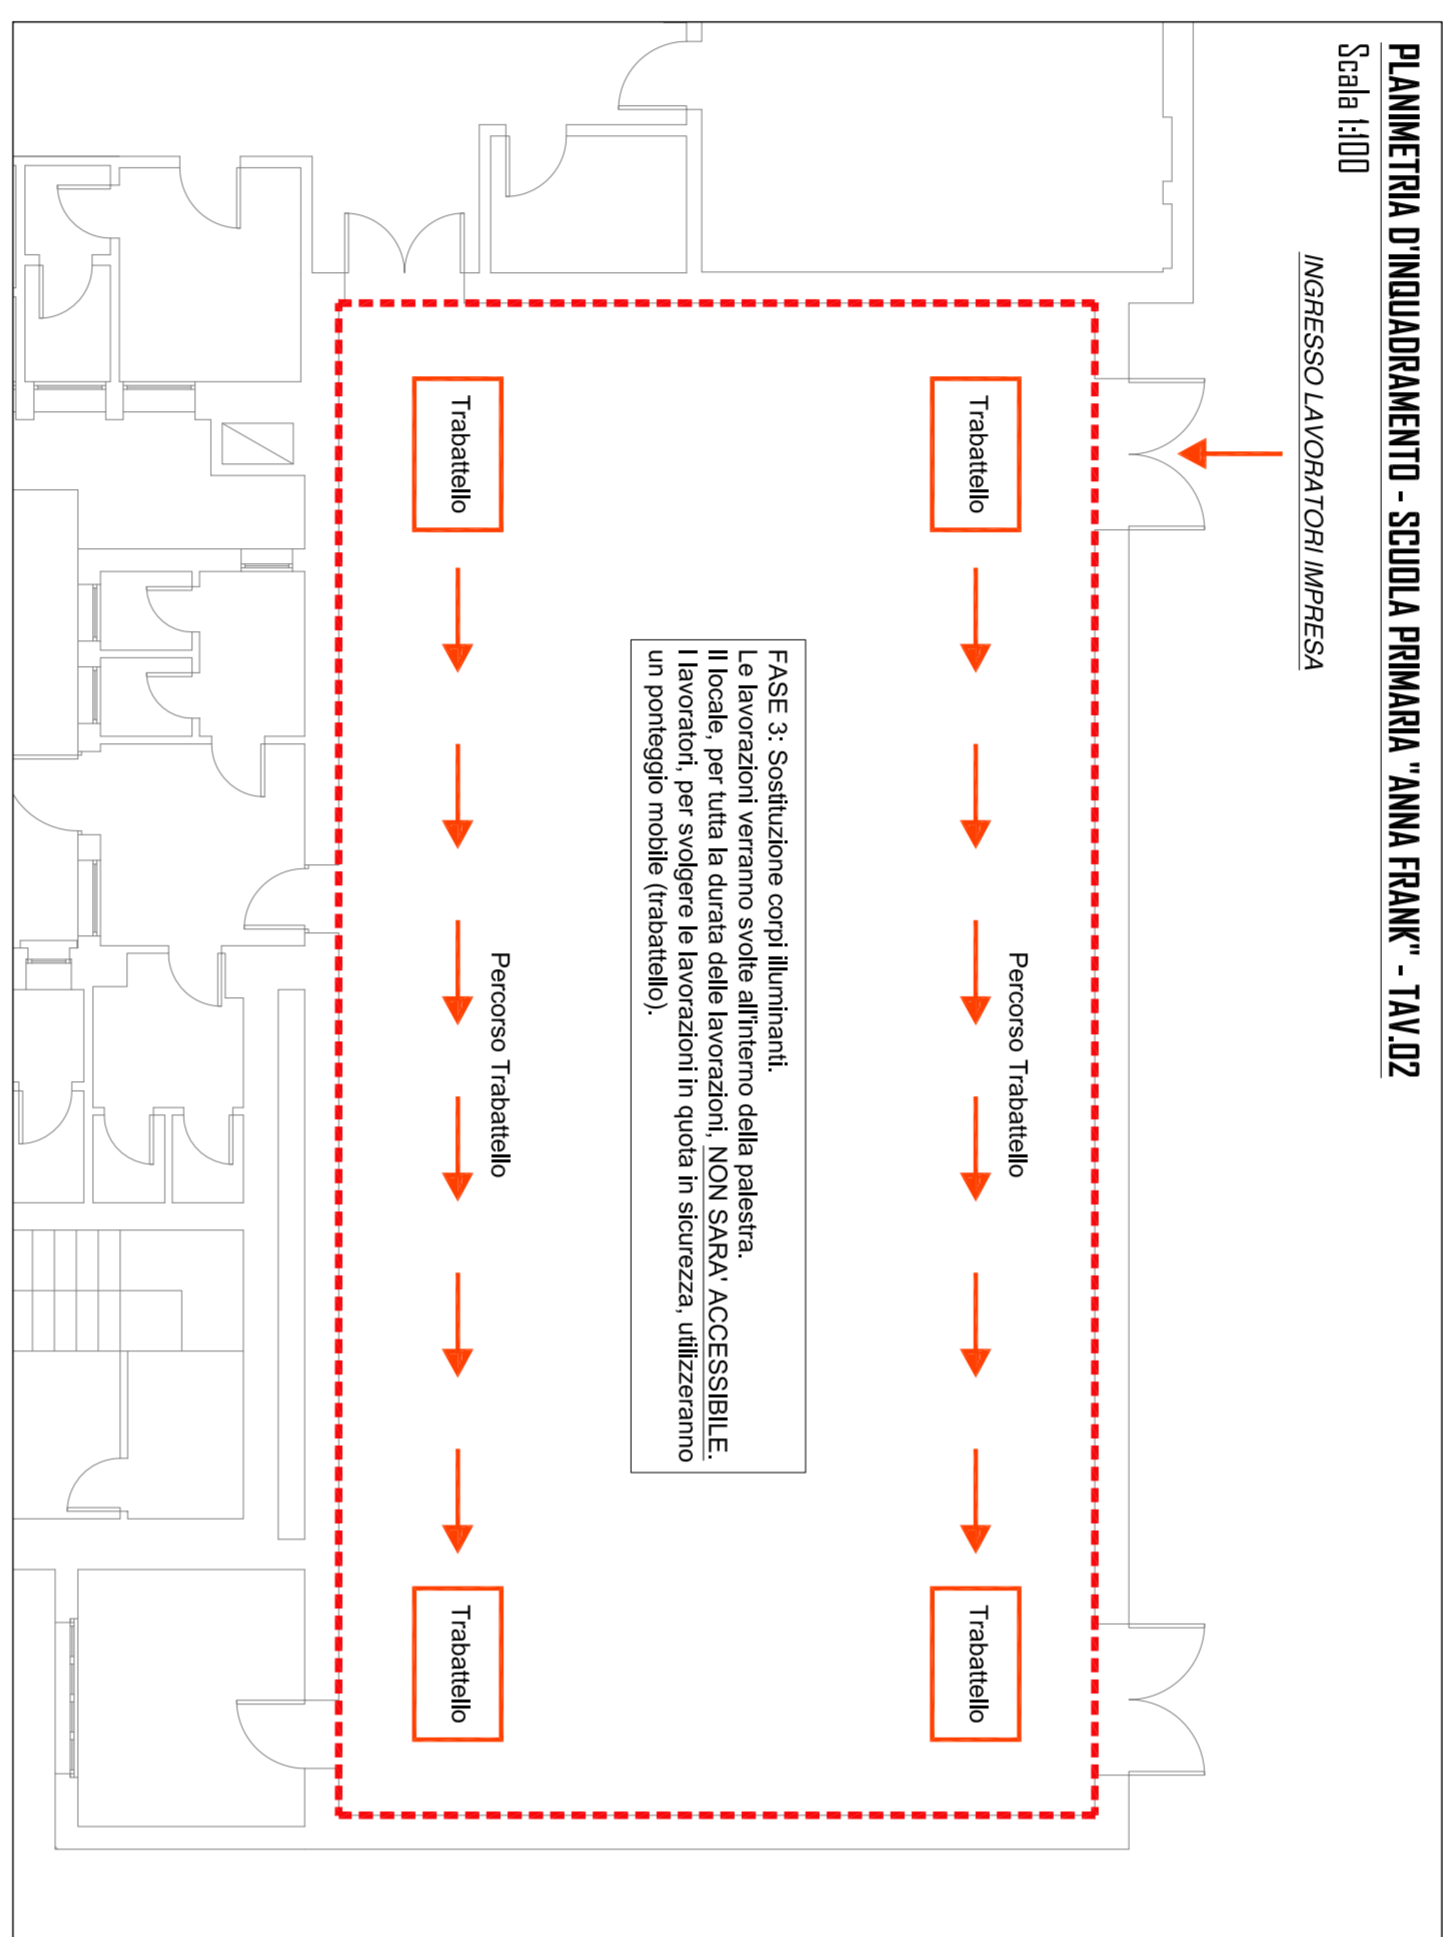 PLANIMETRIA D'INQUADRAMENTO - SCUOLA PRIMARIA "ANNA FRANK" - TAV.02
Scala 1:100
INGRESSO LAVORATORI IMPRESA
Trabattello
Percorso Trabattello
Trabattello
FASE 3: Sostituzione corpi illuminanti.
Le lavorazioni verranno svolte all'interno della palestra.
Il locale, per tutta la durata delle lavorazioni, NON SARA' ACCESSIBILE.
I lavoratori, per svolgere le lavorazioni in quota in sicurezza, utilizzeranno
un ponteggio mobile (trabattello).
Trabattello
Percorso Trabattello
Trabattello